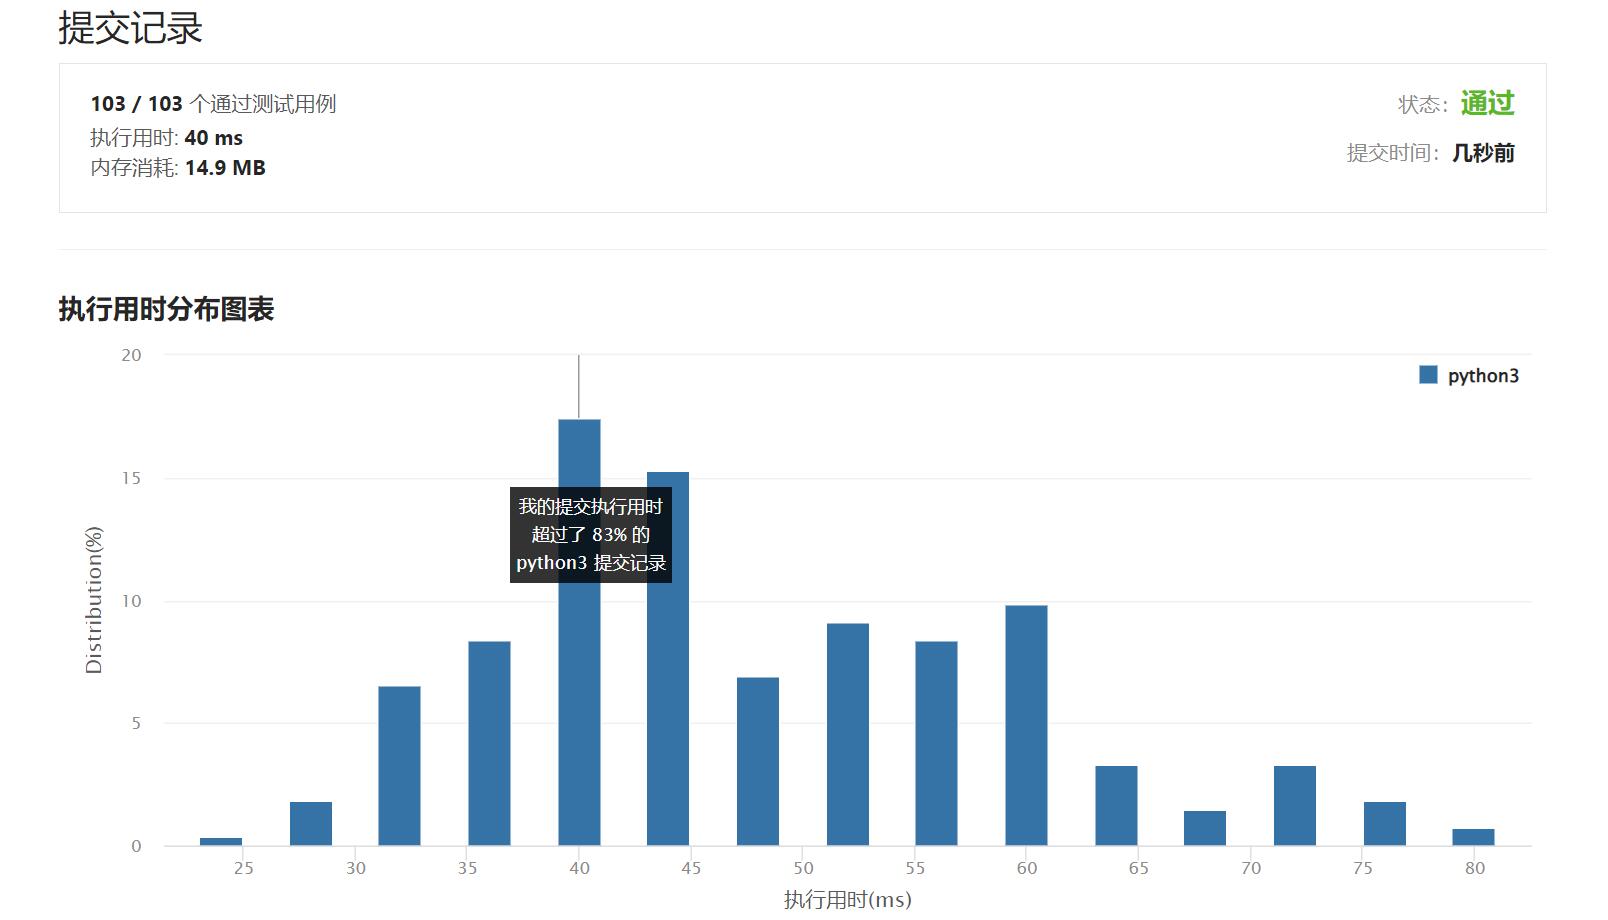 提交记录
103 / 103 个通过测试用例
状态：通过
执行用时: 40 ms
提交时间：几秒前
内存消耗: 14.9 MB
执行用时分布图表
20
python3
15
我的提交执行用时
超过了 83% 的
python3 提交记录
Distribution(%)
10
5
0
25 30 35 40 45 50 55 60 65 70 75 80
执行用时(ms)